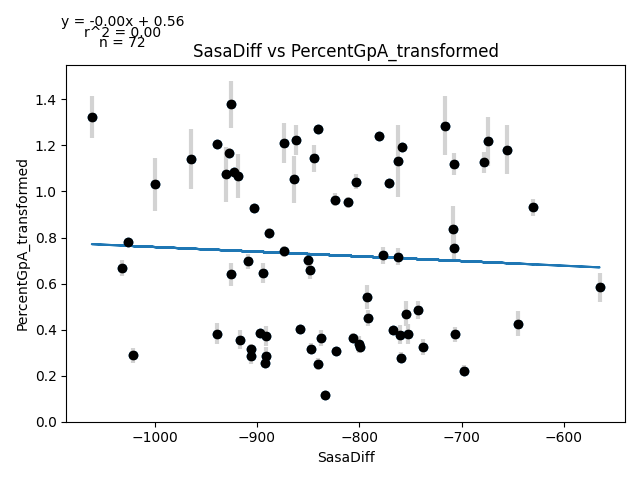 y = -0.00x + 0.56
r^2 = 0.00
n = 72
SasaDiff vs PercentGpA_transformed
PercentGpA_transformed
1.4
1.2
1.0
0.8
0.6
0.4
0.2
0.0
−1000 −900 −800 −700 −600
SasaDiff